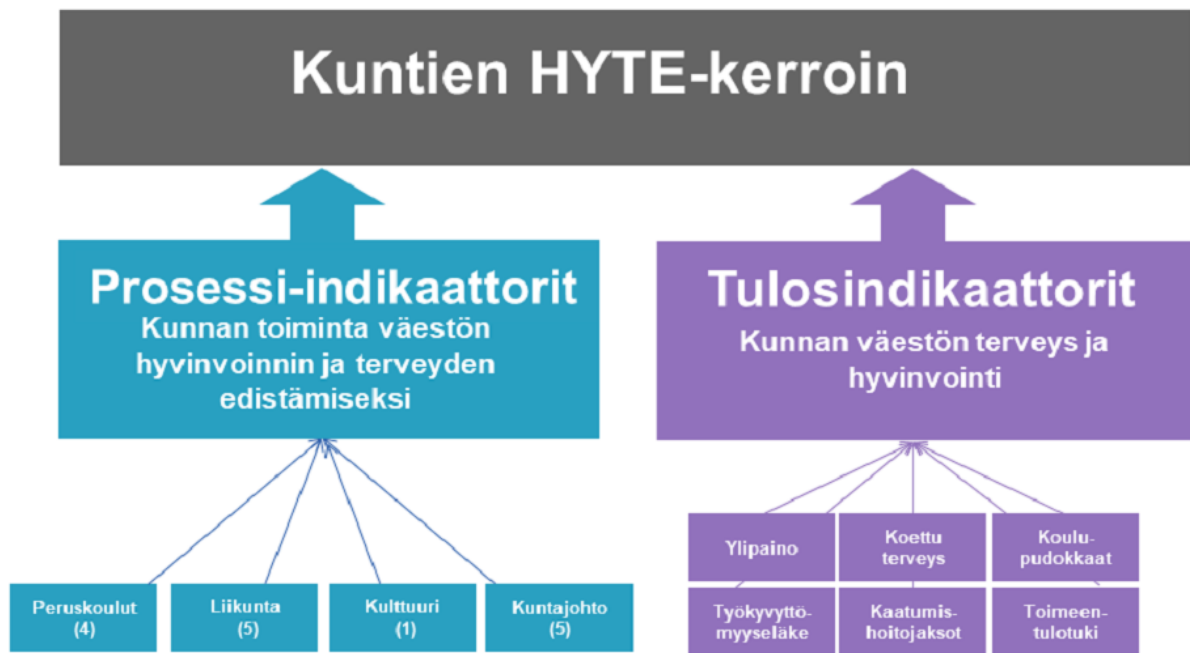 Kuntien HYTE-kerroin
Prosessi-indikaattorit
Kunnan toiminta väestön
hyvinvoinnin ja terveyden
edistämiseksi
Tulosindikaattorit
Kunnan väestön terveys ja
hyvinvointi
Peruskoulut
(4)
Liikunta
(5)
Kulttuuri
(1)
Kuntajohto
(5)
Ylipaino
Koettu
terveys
Koulu-
pudokkaat
Työkyvyttö-
myyseläke
Kaatumis-
hoitojaksot
Toimeen-
tulotuki